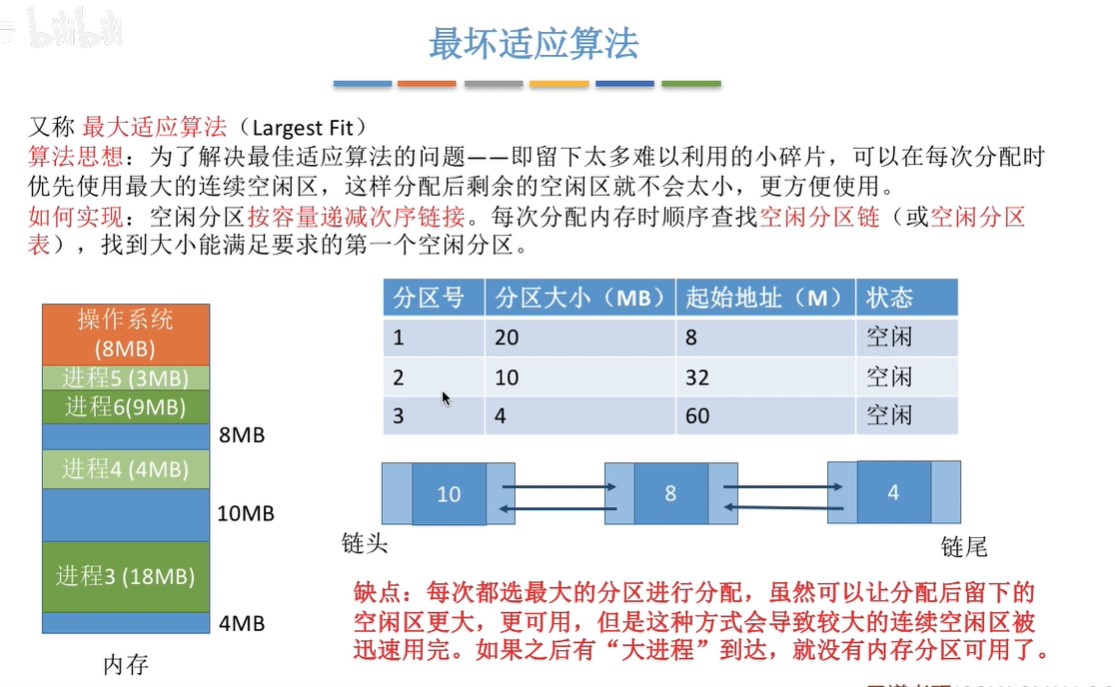 bilibili
最坏适应算法
又称 最大适应算法（Largest Fit）
算法思想：为了解决最佳适应算法的问题——即留下太多难以利用的小碎片，可以在每次分配时
优先使用最大的连续空闲区，这样分配后剩余的空闲区就不会太小，更方便使用。
如何实现：空闲分区按容量递减次序链接。每次分配内存时顺序查找空闲分区链（或空闲分区
表），找到大小能满足要求的第一个空闲分区。
操作系统
(8MB)
进程5 (3MB)
进程6(9MB)
8MB
进程4 (4MB)
10MB
进程3 (18MB)
4MB
内存
分区号 分区大小（MB） 起始地址（M） 状态
1 20 8 空闲
2 10 32 空闲
3 4 60 空闲
10 8 4
链头 链尾
缺点：每次都选最大的分区进行分配，虽然可以让分配后留下的
空闲区更大，更可用，但是这种方式会导致较大的连续空闲区被
迅速用完。如果之后有“大进程”到达，就没有内存分区可用了。